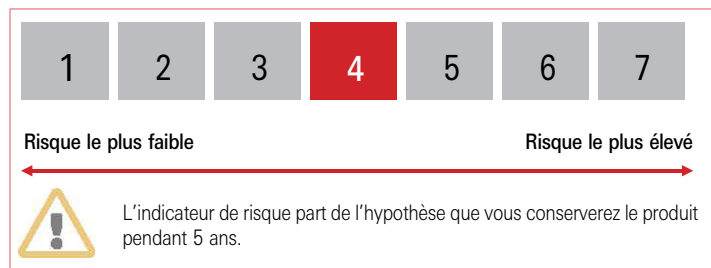 1 2 3 4 5 6 7
Risque le plus faible Risque le plus élevé
L'indicateur de risque part de l'hypothèse que vous conserverez le produit
pendant 5 ans.